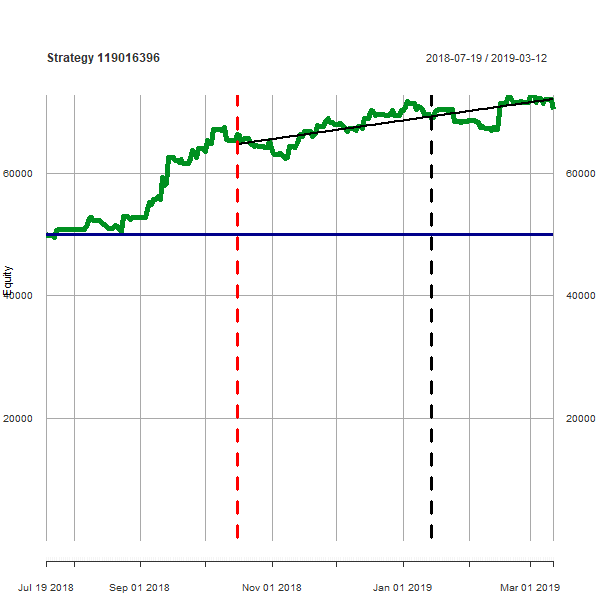 Strategy 119016396
2018-07-19 / 2019-03-12
60000
60000
Equity
40000
40000
20000
20000
Jul 19 2018
Sep 01 2018
Nov 01 2018
Jan 01 2019
Mar 01 2019